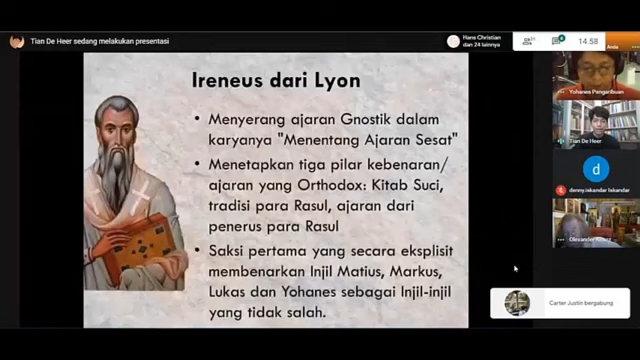 Tian De Heer sedang melakukan presentasi
Hans Christian
dan 24 lainnya
14.58
Anda
Ireneus dari Lyon
• Menyerang ajaran Gnostik dalam
karyanya "Menentang Ajaran Sesat"
• Menetapkan tiga pilar kebenaran/
ajaran yang Orthodox: Kitab Suci,
tradisi para Rasul, ajaran dari
penerus para Rasul
• Saksi pertama yang secara eksplisit
membenarkan Injil Matius, Markus,
Lukas dan Yohanes sebagai Injil-injil
yang tidak salah.
Yohanes Pangaribuan
Tian De Heer
d
denny.iskandar Iskandar
Carter Justin bergabung